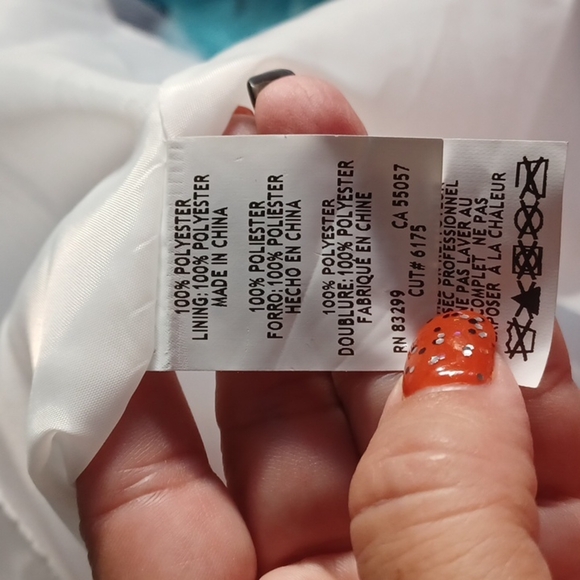 100% POLYESTER
LINING: 100% POLYESTER
MADE IN CHINA
100% POLIESTER
FORRO: 100% POLIESTER
HECHO EN CHINA
100% POLYESTER
DOUBLURE: 100% POLYESTER
FABRIQUÉ EN CHINE
RN 83299 CA 55057
CUT# 6175
SEC PROFESSIONNEL
NE PAS LAVER AU
COMPLET NE PAS
EXPOSER À LA CHALEUR